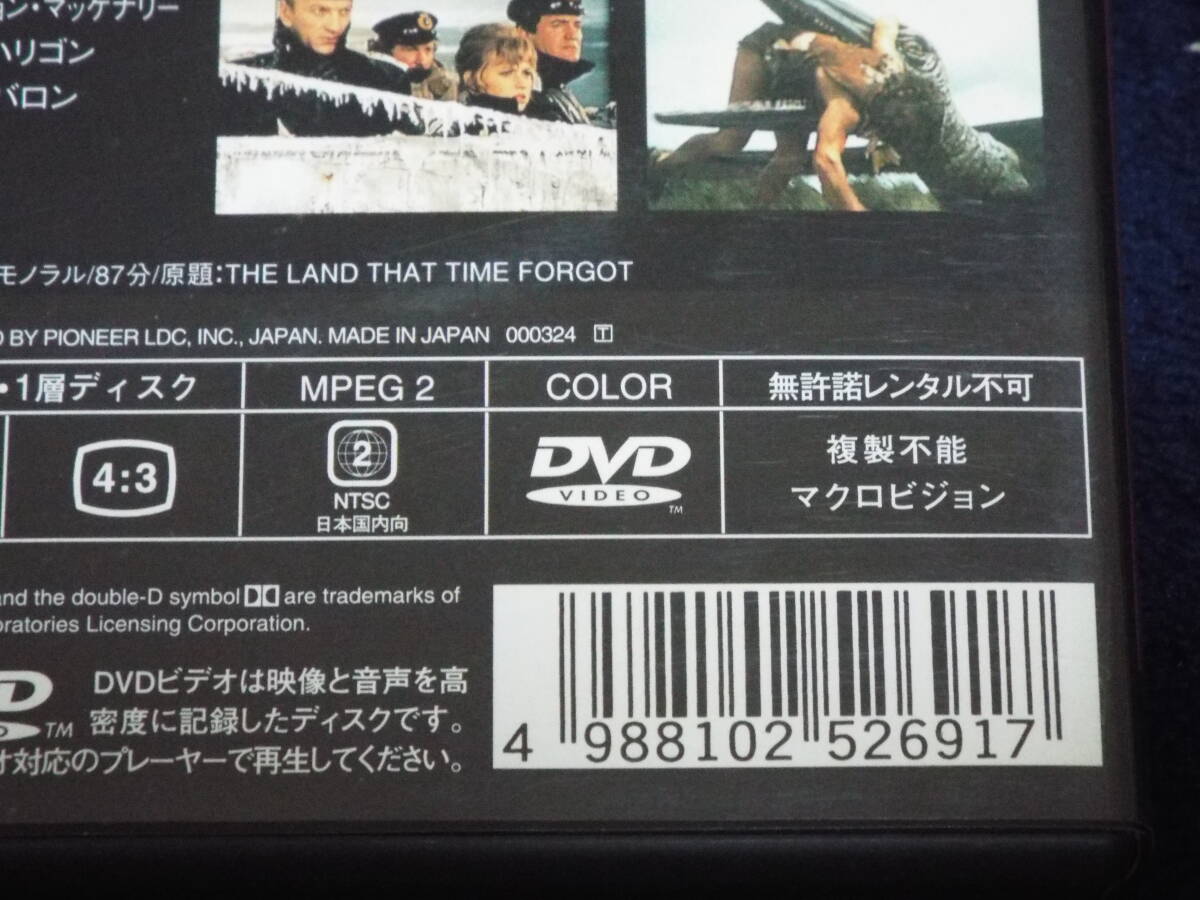 ョン・マッケナリー
ハリゴン
バロン
モノラル/87分/原題:THE LAND THAT TIME FORGOT
BY PIONEER LDC, INC., JAPAN. MADE IN JAPAN 000324 T
・1層ディスク
MPEG 2
COLOR
無許諾レンタル不可
4:3
2
NTSC
日本国内向
DVD
VIDEO
TM
複製不能
マクロビジョン
and the double-D symbol are trademarks of
oratories Licensing Corporation.
TM
DVDビデオは映像と音声を高
密度に記録したディスクです。
オ対応のプレーヤーで再生してください。
4 988102 526917